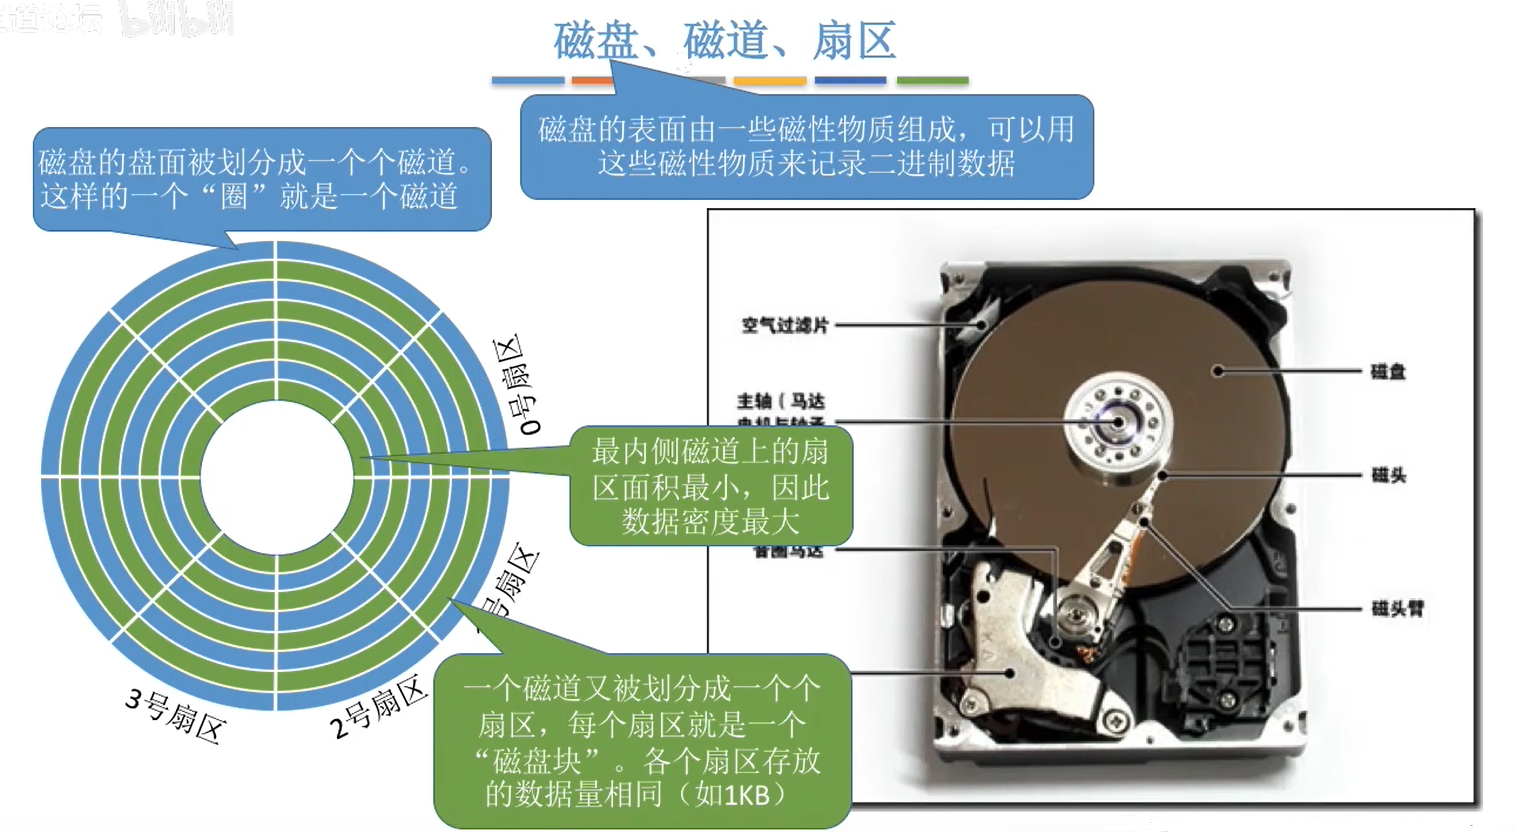 磁盘、磁道、扇区
磁盘的表面由一些磁性物质组成，可以用
这些磁性物质来记录二进制数据
磁盘的盘面被划分成一个个磁道。
这样的一个“圈”就是一个磁道
0号扇区
号扇区
2号扇区
3号扇区
最内侧磁道上的扇
区面积最小，因此
数据密度最大
一个磁道又被划分成一个个
扇区，每个扇区就是一个
“磁盘块”。各个扇区存放
的数据量相同（如1KB）
空气过滤片
主轴（马达
音圈马达
磁盘
磁头
磁头臂
bilibili